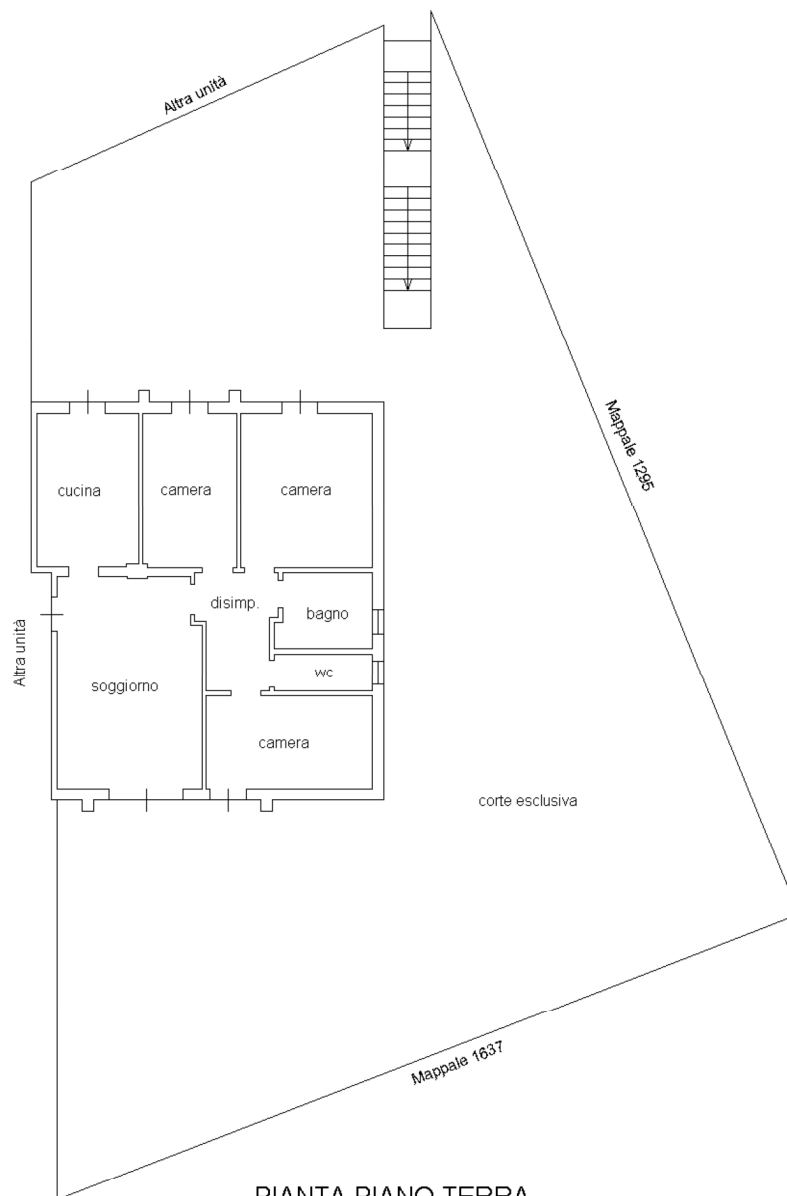 Altra unità
Mappale 1295
cucina
camera
camera
disimp.
bagno
Altra unità
soggiorno
wc
camera
corte esclusiva
Mappale 1637
PIANTA PIANO TERRA